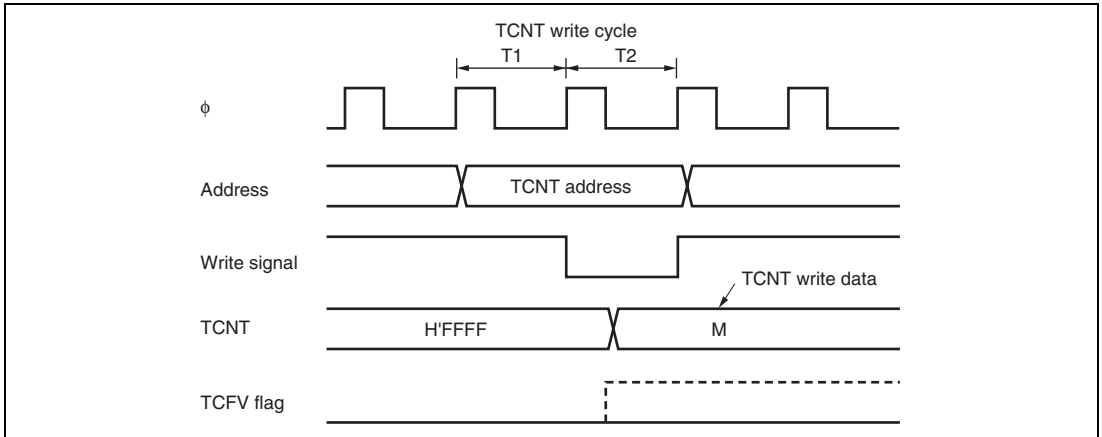 TCNT write cycle
T1 T2
ϕ
Address
TCNT address
Write signal
TCNT write data
TCNT
H'FFFF
M
TCFV flag